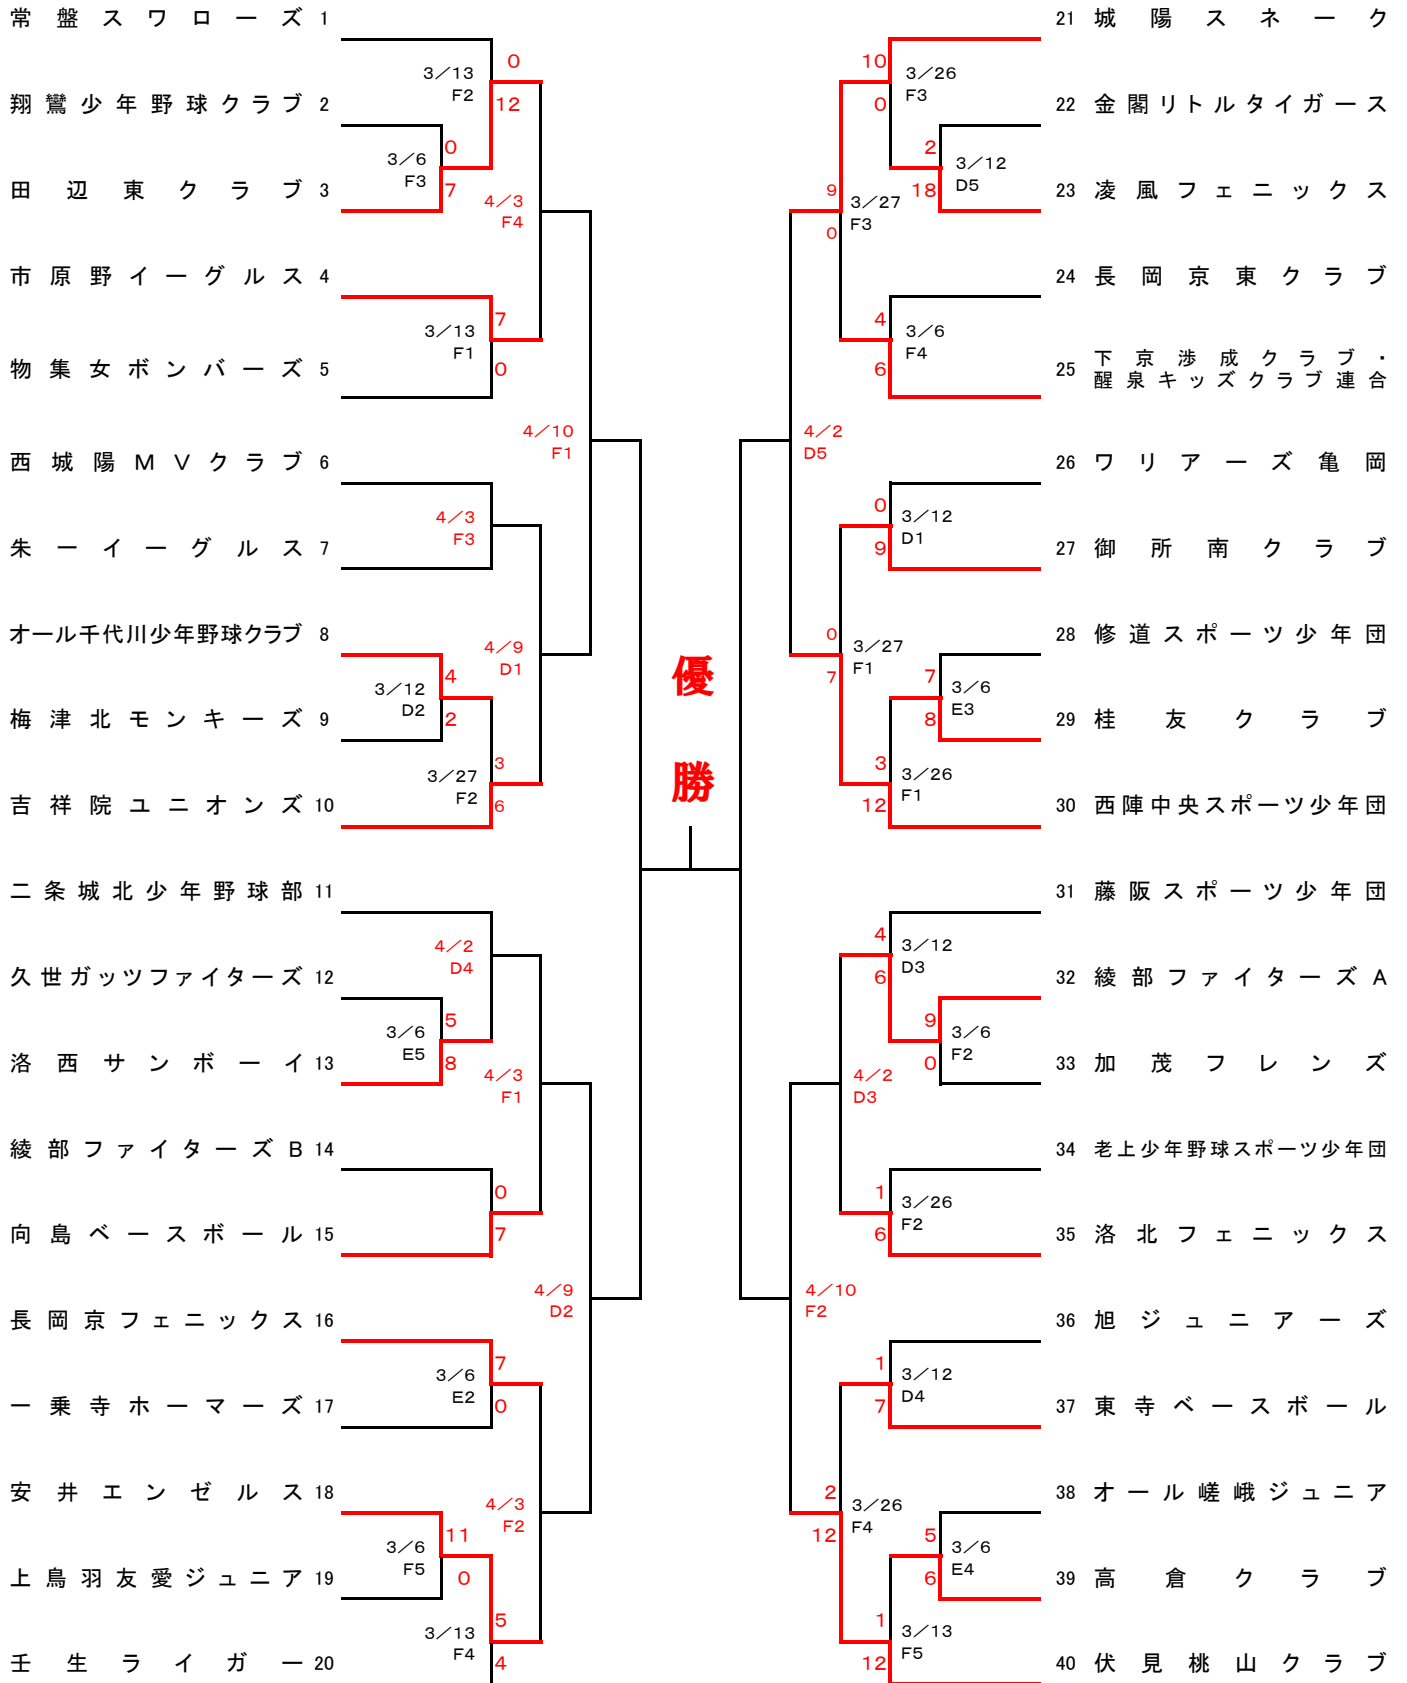 常盤スワローズ 1
3／13
F2
0
12
翔鸞少年野球クラブ 2
3／6
F3
0
7
田辺東クラブ 3
4／3
F4
市原野イーグルス 4
3／13
F1
7
0
物集女ボンバーズ 5
4／10
F1
西城陽ＭＶクラブ 6
4／3
F3
朱一イーグルス 7
オール千代川少年野球クラブ 8
4／9
D1
3／12
D2
4
2
梅津北モンキーズ 9
3／27
F2
3
6
吉祥院ユニオンズ 10
二条城北少年野球部 11
4／2
D4
久世ガッツファイターズ 12
3／6
E5
5
8
洛西サンボーイ 13
4／3
F1
綾部ファイターズＢ 14
0
7
向島ベースボール 15
4／9
D2
長岡京フェニックス 16
3／6
E2
7
0
一乗寺ホーマーズ 17
安井エンゼルス 18
4／3
F2
3／6
F5
11
0
上鳥羽友愛ジュニア 19
3／13
F4
5
4
壬生ライガー 20
優
勝
21 城陽スネーク
10
0
3／26
F3
22 金閣リトルタイガース
2
18
3／12
D5
23 凌風フェニックス
9
0
3／27
F3
24 長岡京東クラブ
4
6
3／6
F4
25 下京渉成クラブ・
醒泉キッズクラブ連合
4／2
D5
26 ワリアーズ亀岡
0
9
3／12
D1
27 御所南クラブ
28 修道スポーツ少年団
0
7
3／27
F1
7
8
3／6
E3
29 桂友クラブ
3
12
3／26
F1
30 西陣中央スポーツ少年団
31 藤阪スポーツ少年団
4
6
3／12
D3
32 綾部ファイターズＡ
9
0
3／6
F2
33 加茂フレンズ
4／2
D3
34 老上少年野球スポーツ少年団
1
6
3／26
F2
35 洛北フェニックス
4／10
F2
36 旭ジュニアーズ
1
7
3／12
D4
37 東寺ベースボール
38 オール嵯峨ジュニア
2
12
3／26
F4
5
6
3／6
E4
39 高倉クラブ
1
12
3／13
F5
40 伏見桃山クラブ